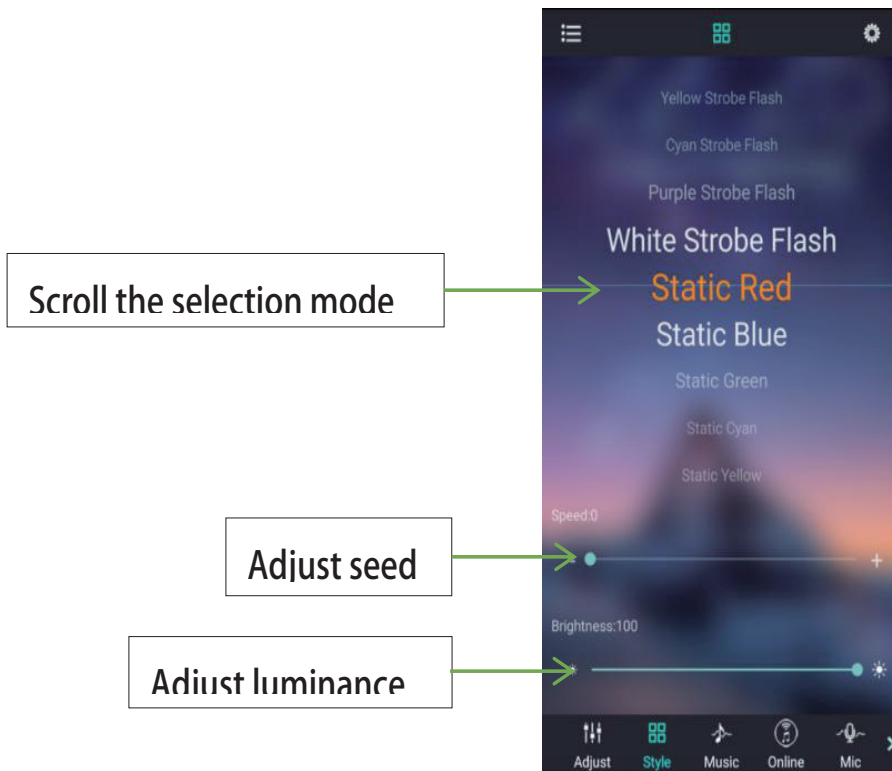 Yellow Strobe Flash
Cyan Strobe Flash
Purple Strobe Flash
White Strobe Flash
Scroll the selection mode
Static Red
Static Blue
Static Green
Static Cyan
Static Yellow
Speed:0
Adjust seed
Brightness:100
Adjust luminance
Adjust Style Music Online Mic